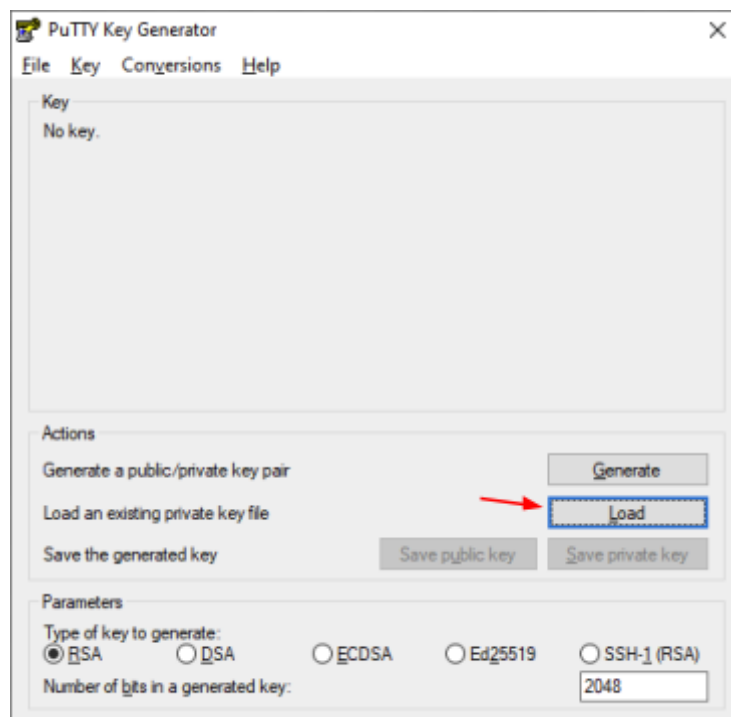 PuTTY Key Generator
File Key Conversions Help
Key
No key.
Actions
Generate a public/private key pair Generate
Load an existing private key file Load
Save the generated key Save public key Save private key
Parameters
Type of key to generate:
RSA DSA ECDSA Ed25519 SSH-1 (RSA)
Number of bits in a generated key: 2048